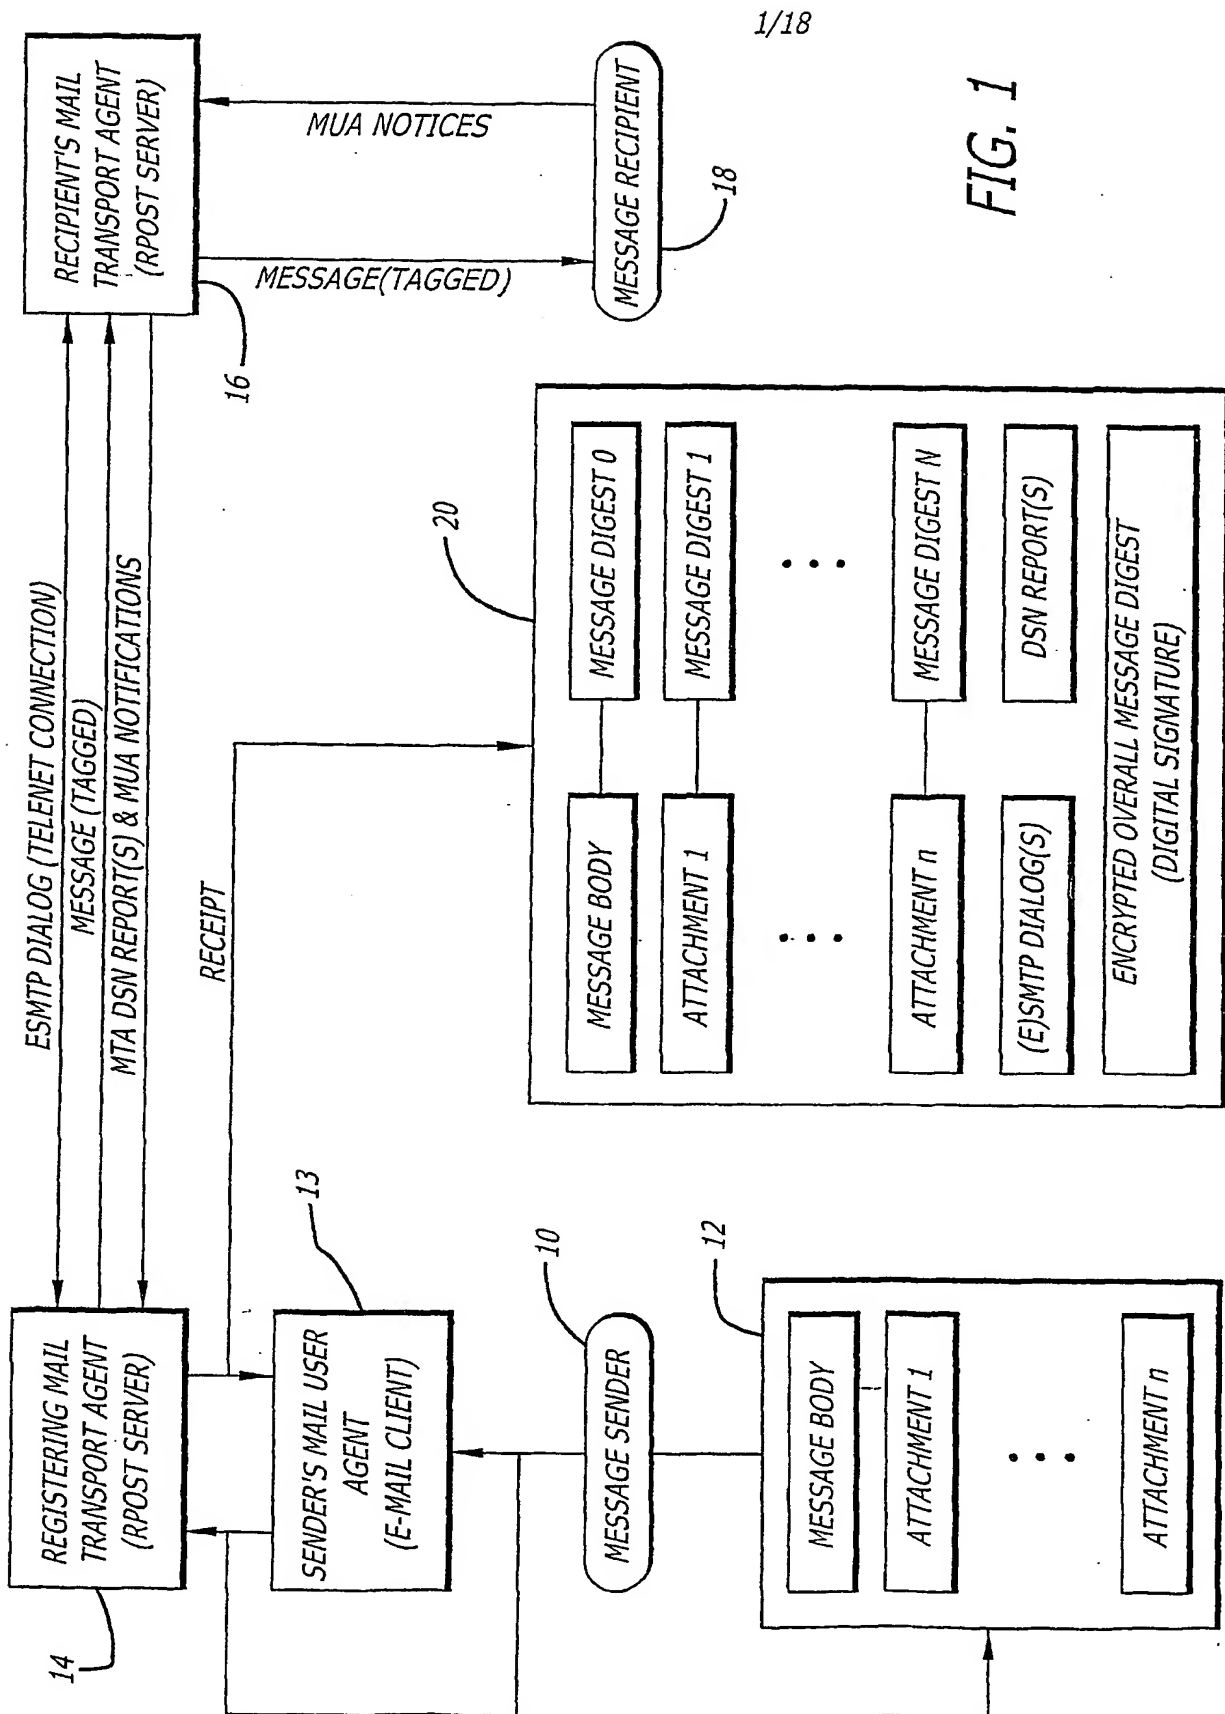 1/18
REGISTERING MAIL
TRANSPORT AGENT
(RPOST SERVER)
14
ESMTP DIALOG (TELENET CONNECTION)
MESSAGE (TAGGED)
MTA DSN REPORT(S) & MUA NOTIFICATIONS
RECIPIENT'S MAIL
TRANSPORT AGENT
(RPOST SERVER)
16
RECEIPT
MESSAGE(TAGGED)
MUA NOTICES
SENDER'S MAIL USER
AGENT
(E-MAIL CLIENT)
13
MESSAGE SENDER
10
MESSAGE RECIPIENT
18
12
MESSAGE BODY
ATTACHMENT 1
• • •
ATTACHMENT n
20
MESSAGE BODY
MESSAGE DIGEST 0
ATTACHMENT 1
MESSAGE DIGEST 1
• • •
• • •
ATTACHMENT n
MESSAGE DIGEST N
(E)SMTP DIALOG(S)
DSN REPORT(S)
ENCRYPTED OVERALL MESSAGE DIGEST
(DIGITAL SIGNATURE)
FIG. 1